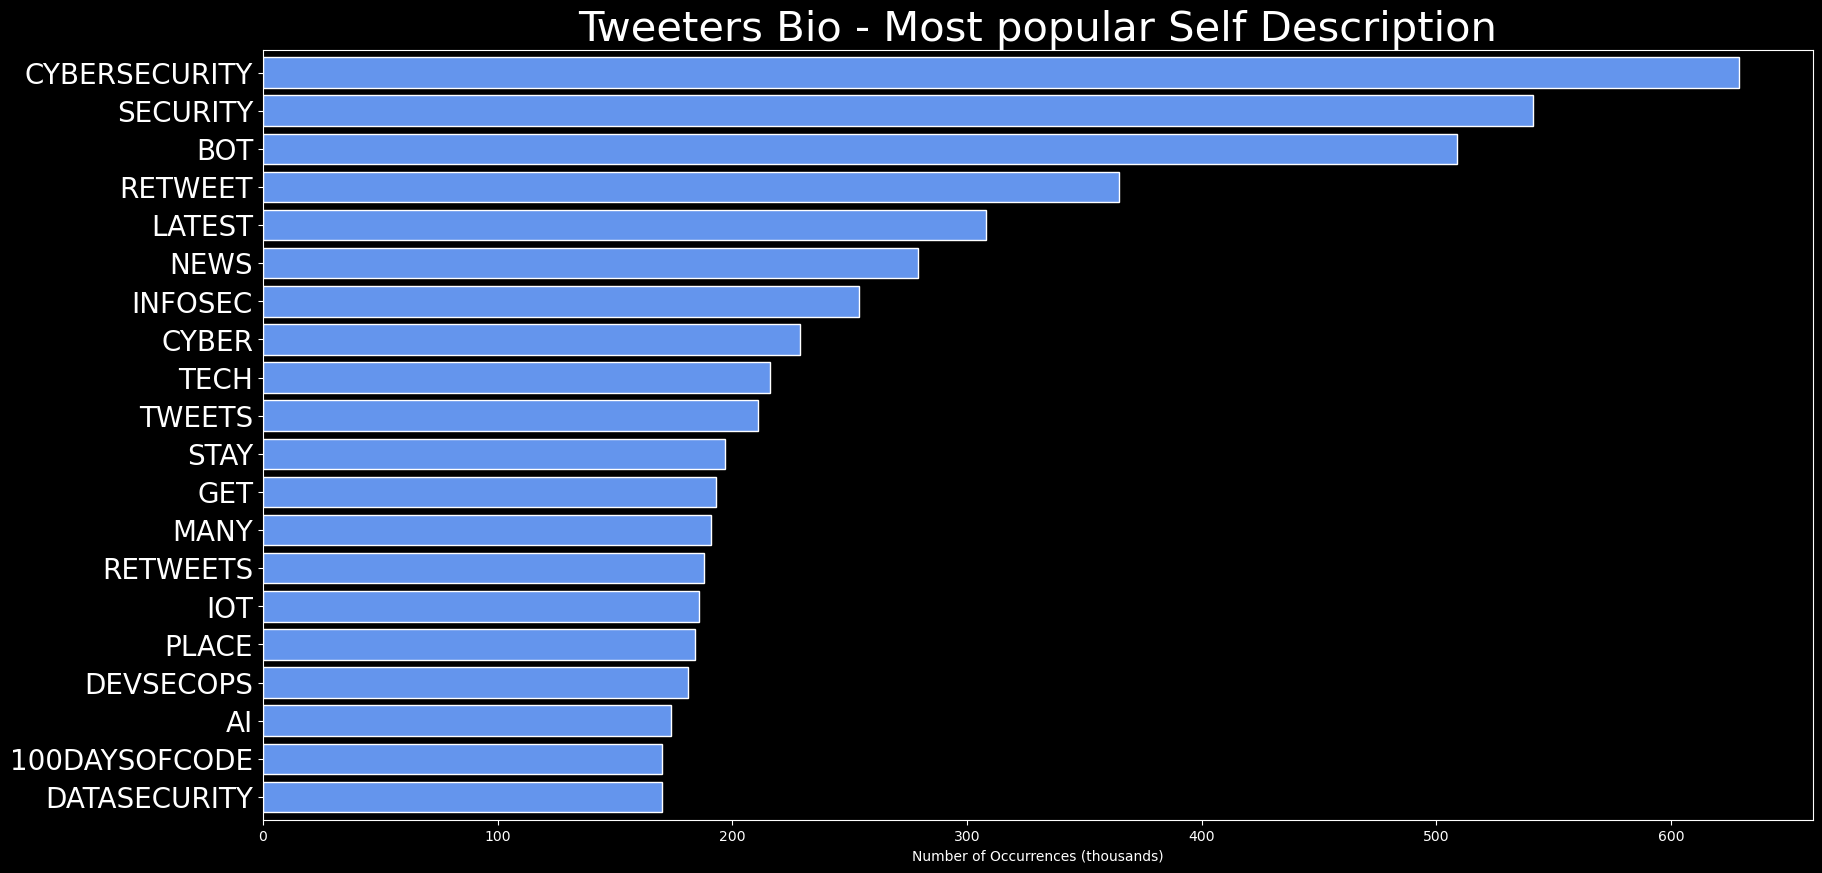 Tweeters Bio - Most popular Self Description
CYBERSECURITY
SECURITY
BOT
RETWEET
LATEST
NEWS
INFOSEC
CYBER
TECH
TWEETS
STAY
GET
MANY
RETWEETS
IOT
PLACE
DEVSECOPS
AI
100DAYSOFCODE
DATASECURITY
0 100 200 300 400 500 600
Number of Occurrences (thousands)